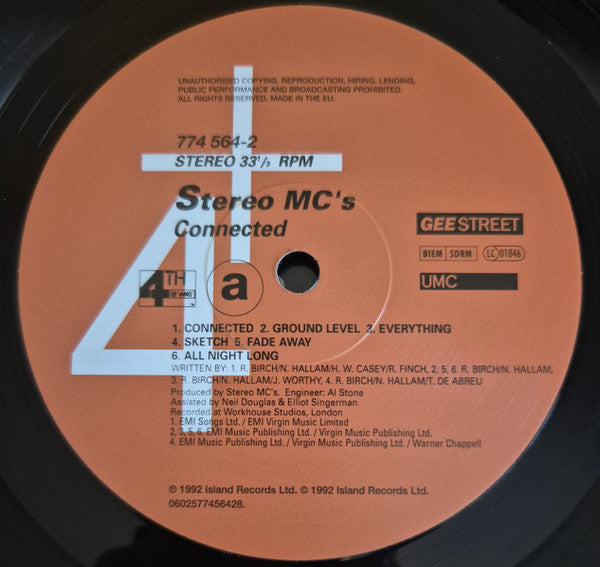 UNAUTHORISED COPYING, REPRODUCTION, HIRING, LENDING,
PUBLIC PERFORMANCE AND BROADCASTING PROHIBITED.
ALL RIGHTS RESERVED. MADE IN THE EU.
774 564-2
STEREO 33⅓ RPM
Stereo MC's
Connected
GEE STREET
BIEM SDRM LC 01846
UMC
4TH
a
1. CONNECTED 2. GROUND LEVEL 3. EVERYTHING
4. SKETCH 5. FADE AWAY
6. ALL NIGHT LONG
WRITTEN BY: 1. R. BIRCH/N. HALLAM/H. W. CASEY/R. FINCH, 2, 5, 6. R. BIRCH/N. HALLAM,
3. R. BIRCH/N. HALLAM/J. WORTHY, 4. R. BIRCH/N. HALLAM/T. DE ABREU
Produced by Stereo MC's. Engineer: Al Stone
Assisted by Neil Douglas & Elliot Singerman
Recorded at Workhouse Studios, London
1. EMI Songs Ltd. / EMI Virgin Music Limited
2, 3, 5, 6. EMI Music Publishing Ltd. / Virgin Music Publishing Ltd.
4. EMI Music Publishing Ltd. / Virgin Music Publishing Ltd. / Warner Chappell
℗ 1992 Island Records Ltd. © 1992 Island Records Ltd.
0602577456428.